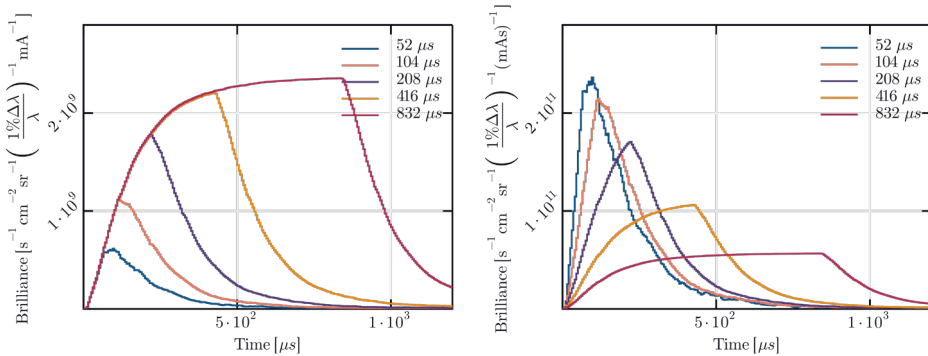 Brilliance [s⁻¹ cm⁻² sr⁻¹ (1%Δλ/λ)⁻¹ mA⁻¹]
2·10⁹
1·10⁹
52 μs
104 μs
208 μs
416 μs
832 μs
5·10² 1·10³
Time [μs]
Brilliance [s⁻¹ cm⁻² sr⁻¹ (1%Δλ/λ)⁻¹ (mAs)⁻¹]
2·10¹¹
1·10¹¹
52 μs
104 μs
208 μs
416 μs
832 μs
5·10² 1·10³
Time [μs]